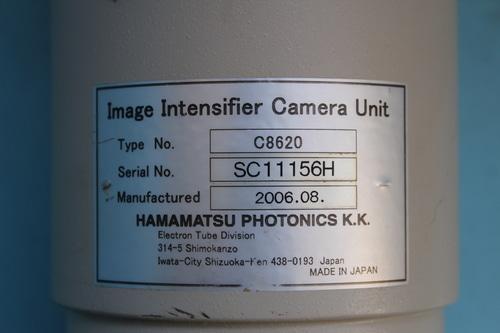 Image Intensifier Camera Unit
Type No. C8620
Serial No. SC11156H
Manufactured 2006.08.
HAMAMATSU PHOTONICS K.K.
Electron Tube Division
314-5 Shimokanzo
Iwata-City Shizuoka-Ken 438-0193 Japan
MADE IN JAPAN